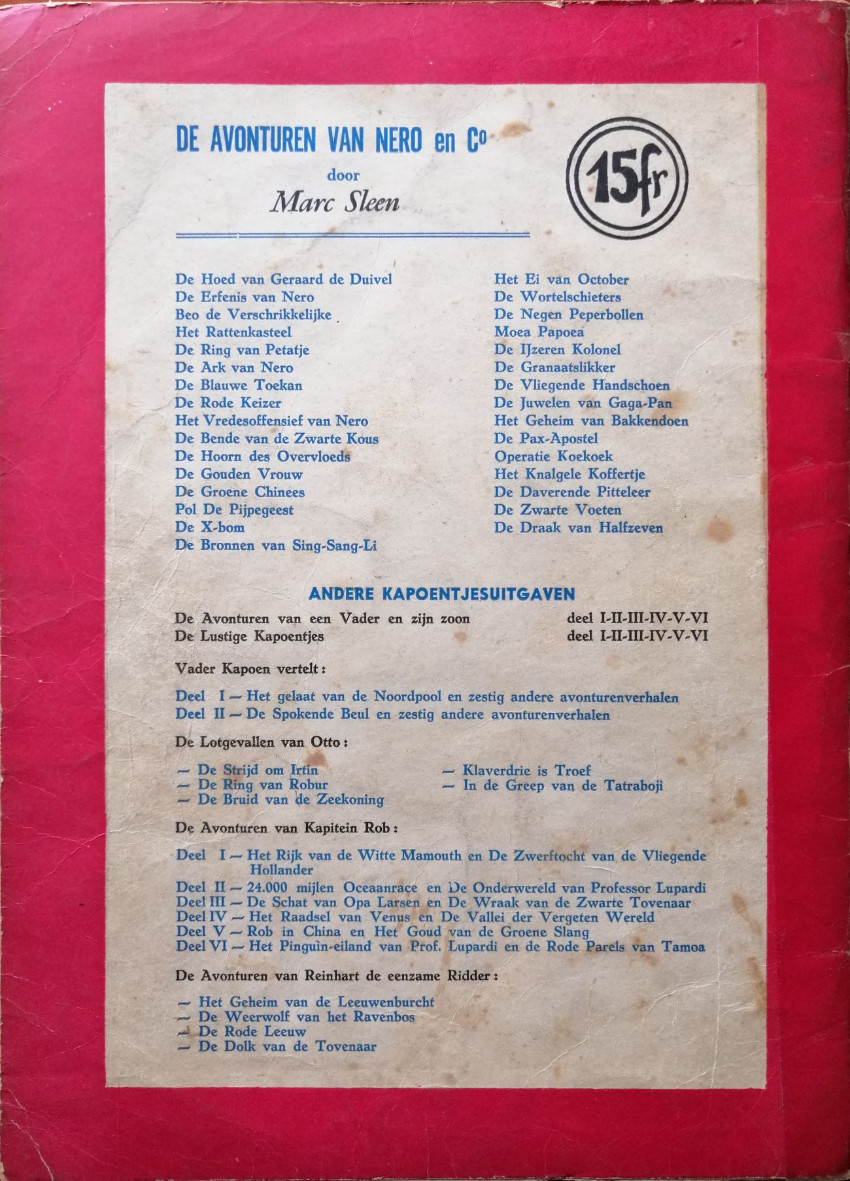 DE AVONTUREN VAN NERO en Co
door
Marc Sleen
15fr
De Hoed van Geraard de Duivel
De Erfenis van Nero
Beo de Verschrikkelijke
Het Rattenkasteel
De Ring van Petatje
De Ark van Nero
De Blauwe Toekan
De Rode Keizer
Het Vredesoffensief van Nero
De Bende van de Zwarte Kous
De Hoorn des Overvloeds
De Gouden Vrouw
De Groene Chinees
Pol De Pijpegeest
De X-bom
De Bronnen van Sing-Sang-Li
Het Ei van October
De Wortelschieters
De Negen Peperbollen
Moea Papoea
De IJzeren Kolonel
De Granaatslikker
De Vliegende Handschoen
De Juwelen van Gaga-Pan
Het Geheim van Bakkendoen
De Pax-Apostel
Operatie Koekoek
Het Knalgele Koffertje
De Daverende Pitteleer
De Zwarte Voeten
De Draak van Halfzeven
ANDERE KAPOENTJESUITGAVEN
De Avonturen van een Vader en zijn zoon deel I-II-III-IV-V-VI
De Lustige Kapoentjes deel I-II-III-IV-V-VI
Vader Kapoen vertelt :
Deel I — Het gelaat van de Noordpool en zestig andere avonturenverhalen
Deel II — De Spokende Beul en zestig andere avonturenverhalen
De Lotgevallen van Otto :
— De Strijd om Irtin
— De Ring van Robur
— De Bruid van de Zeekoning
— Klaverdrie is Troef
— In de Greep van de Tatraboji
De Avonturen van Kapitein Rob :
Deel I — Het Rijk van de Witte Mamouth en De Zwerftocht van de Vliegende
Hollander
Deel II — 24.000 mijlen Oceaanrace en De Onderwereld van Professor Lupardi
Deel III — De Schat van Opa Larsen en De Wraak van de Zwarte Tovenaar
Deel IV — Het Raadsel van Venus en De Vallei der Vergeten Wereld
Deel V — Rob in China en Het Goud van de Groene Slang
Deel VI — Het Pinguin-eiland van Prof. Lupardi en de Rode Parels van Tamoa
De Avonturen van Reinhart de eenzame Ridder :
— Het Geheim van de Leeuwenburcht
— De Weerwolf van het Ravenbos
— De Rode Leeuw
— De Dolk van de Tovenaar